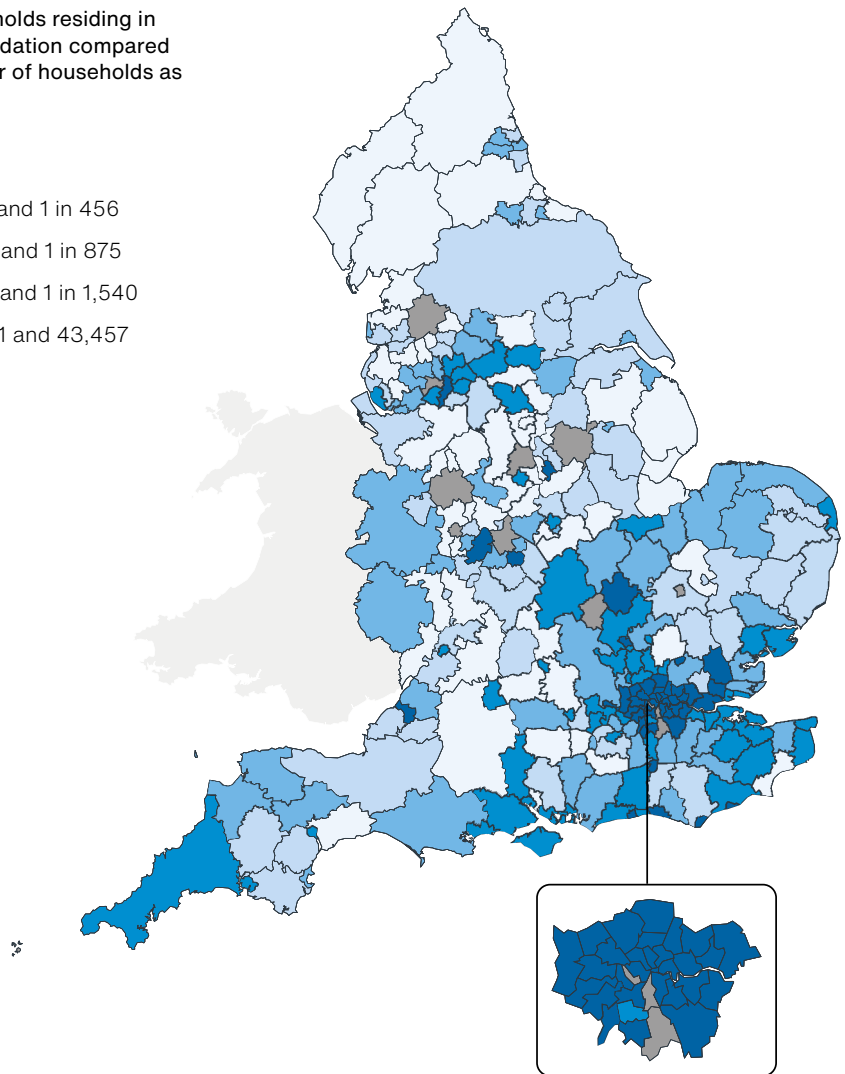 holds residing in
dation compared
r of households as
and 1 in 456
and 1 in 875
and 1 in 1,540
1 and 43,457